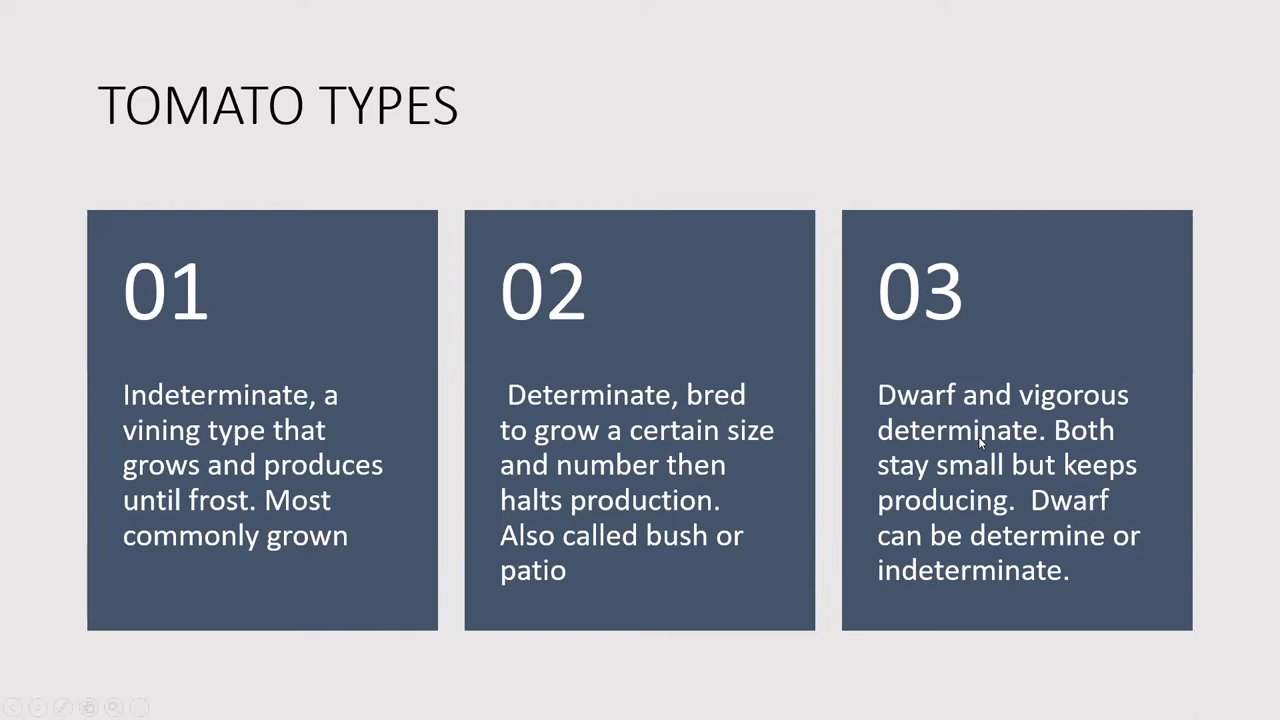 TOMATO TYPES
01
Indeterminate, a
vining type that
grows and produces
until frost. Most
commonly grown
02
Determinate, bred
to grow a certain size
and number then
halts production.
Also called bush or
patio
03
Dwarf and vigorous
determinate. Both
stay small but keeps
producing.  Dwarf
can be determine or
indeterminate.